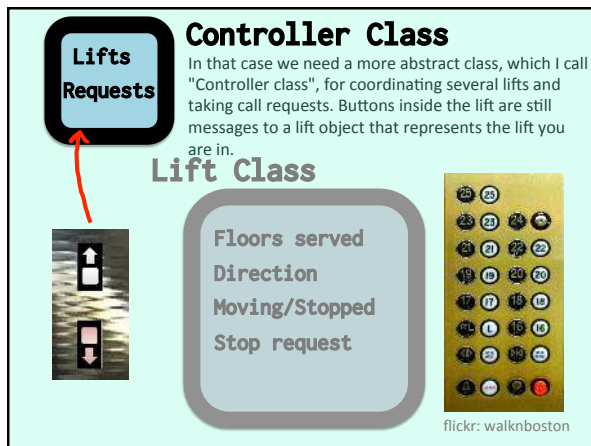 Controller Class
Lifts
Requests
In that case we need a more abstract class, which I call
"Controller class", for coordinating several lifts and
taking call requests. Buttons inside the lift are still
messages to a lift object that represents the lift you
are in.
Lift Class
Floors served
Direction
Moving/Stopped
Stop request
25 25
23 23 24
21 21 22 22
19 19 20 20
17 17 18 18
L L 16 16
flickr: walknboston